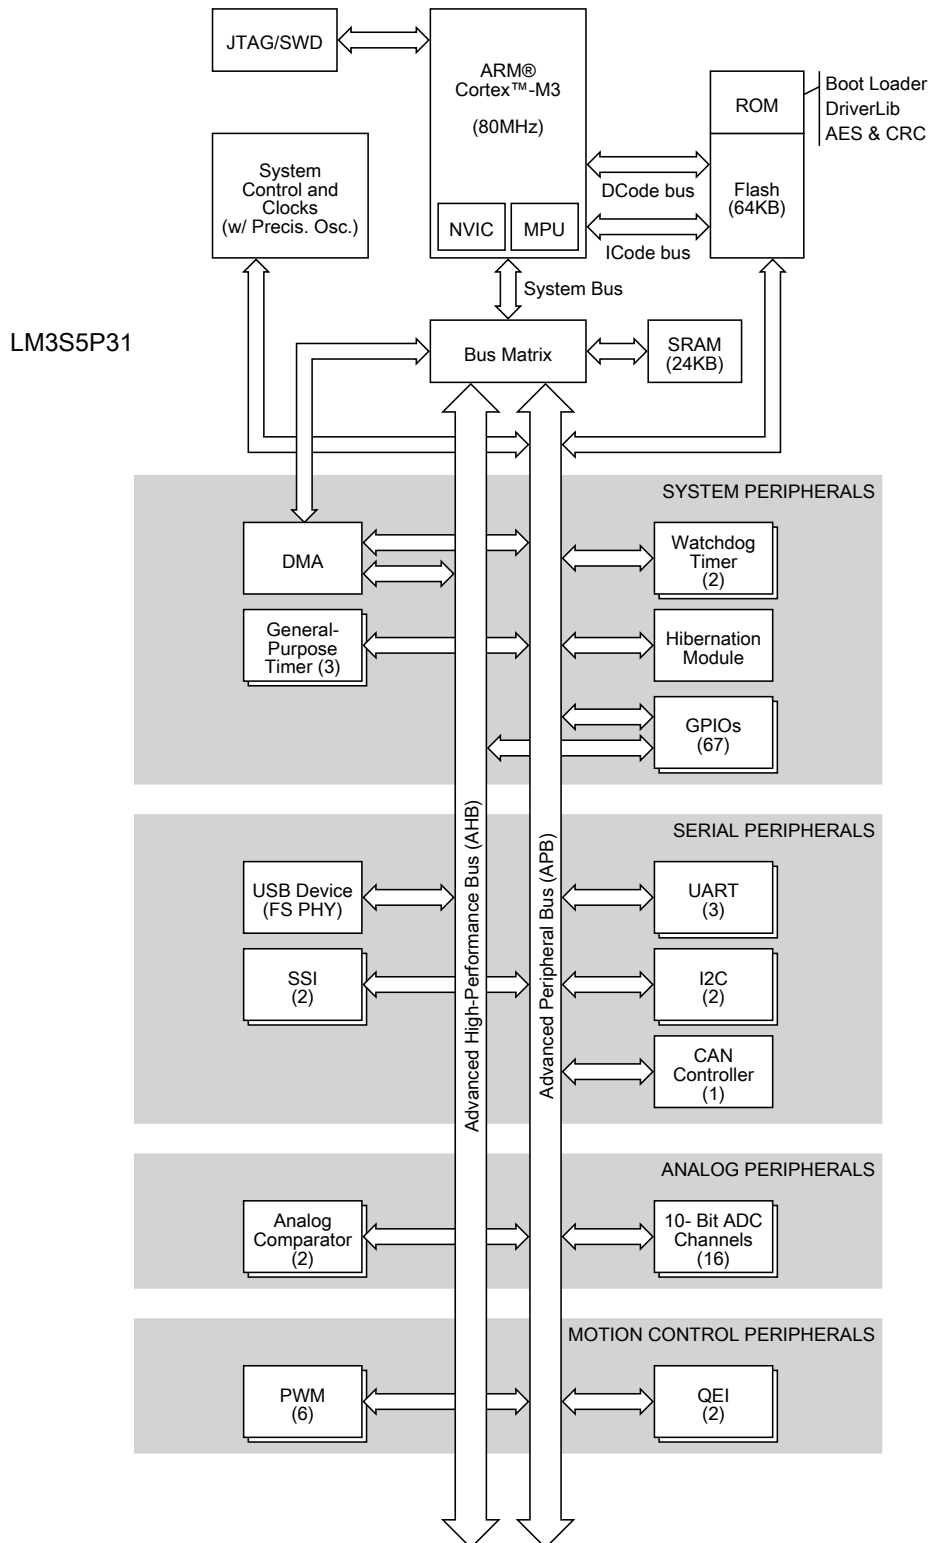 JTAG/SWD
ARM®
Cortex™-M3
(80MHz)
NVIC
MPU
ROM
Boot Loader
DriverLib
AES & CRC
System
Control and
Clocks
(w/ Precis. Osc.)
DCode bus
Flash
(64KB)
ICode bus
System Bus
LM3S5P31
Bus Matrix
SRAM
(24KB)
SYSTEM PERIPHERALS
DMA
Watchdog
Timer
(2)
General-
Purpose
Timer (3)
Hibernation
Module
GPIOs
(67)
Advanced High-Performance Bus (AHB)
Advanced Peripheral Bus (APB)
SERIAL PERIPHERALS
USB Device
(FS PHY)
UART
(3)
SSI
(2)
I2C
(2)
CAN
Controller
(1)
ANALOG PERIPHERALS
Analog
Comparator
(2)
10- Bit ADC
Channels
(16)
MOTION CONTROL PERIPHERALS
PWM
(6)
QEI
(2)